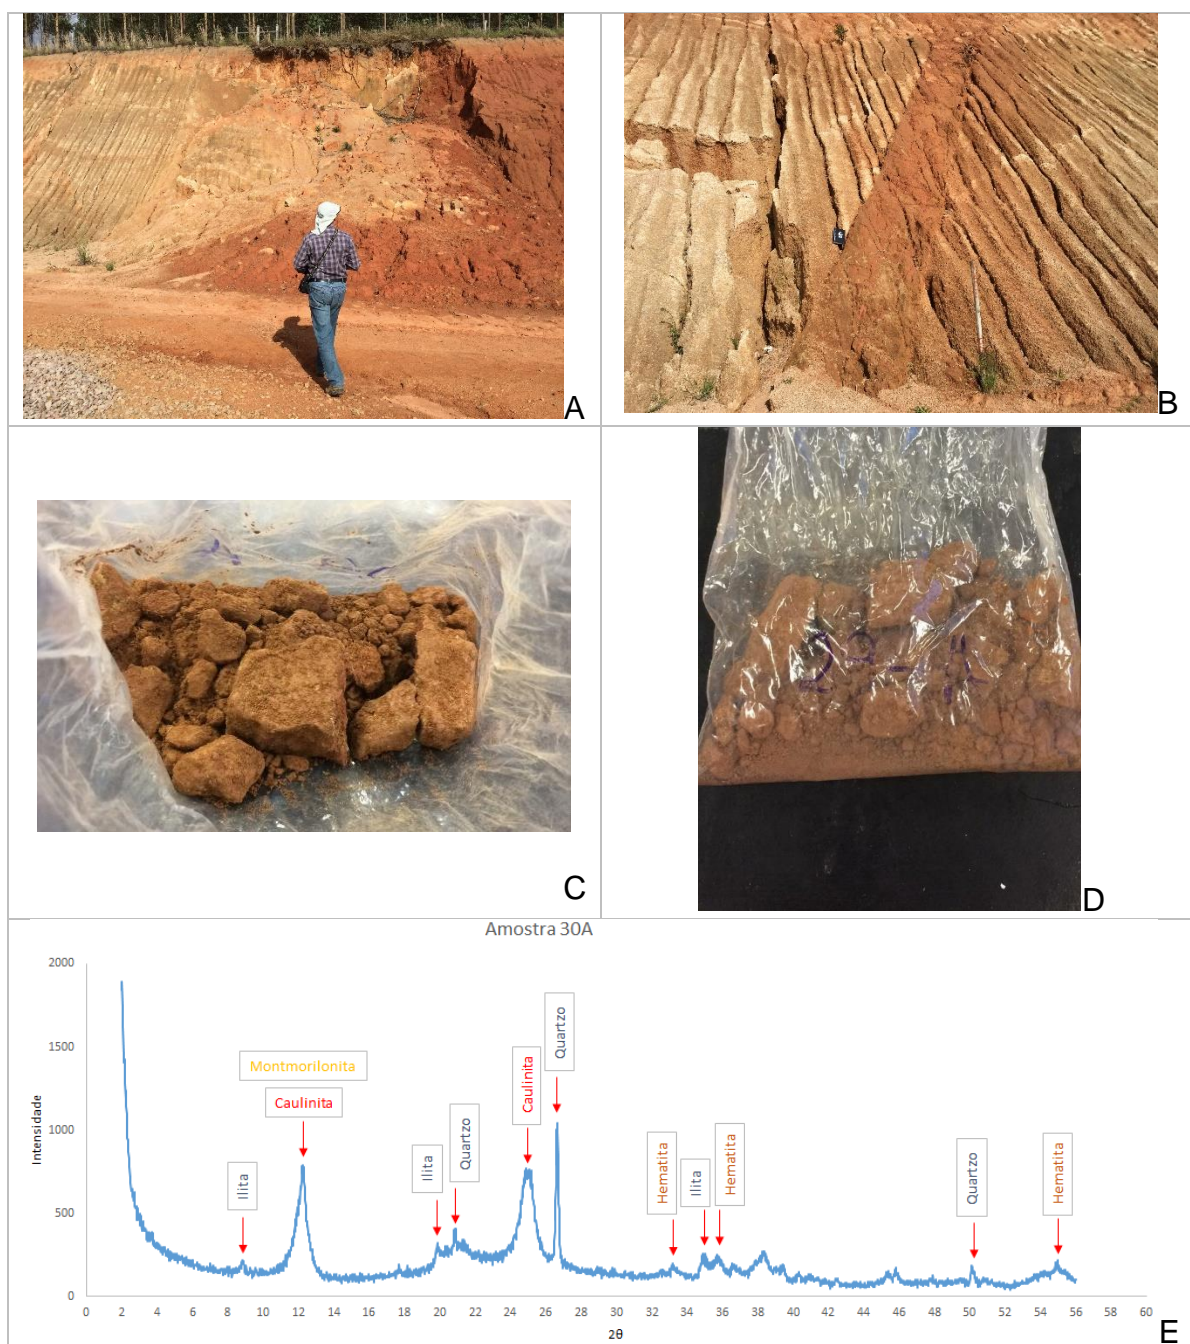 A
B
C
D
Amostra 30A
Intensidade
2000
1500
1000
500
0
Montmorilonita
Caulinita
Ilita
Ilita
Quartzo
Caulinita
Quartzo
Hematita
Ilita
Hematita
Quartzo
Hematita
0 2 4 6 8 10 12 14 16 18 20 22 24 26 28 30 32 34 36 38 40 42 44 46 48 50 52 54 56 58 60
2θ
E